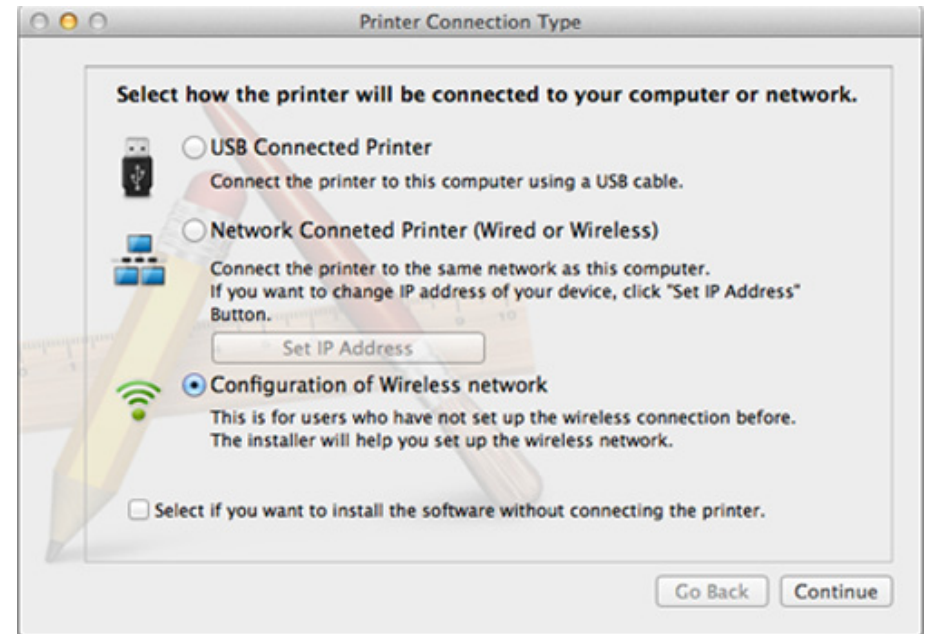 Printer Connection Type
Select how the printer will be connected to your computer or network.
USB Connected Printer
Connect the printer to this computer using a USB cable.
Network Conneted Printer (Wired or Wireless)
Connect the printer to the same network as this computer.
If you want to change IP address of your device, click "Set IP Address"
Button.
Set IP Address
Configuration of Wireless network
This is for users who have not set up the wireless connection before.
The installer will help you set up the wireless network.
Select if you want to install the software without connecting the printer.
Go Back Continue